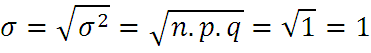 σ = √σ² = √n.p.q = √1 = 1